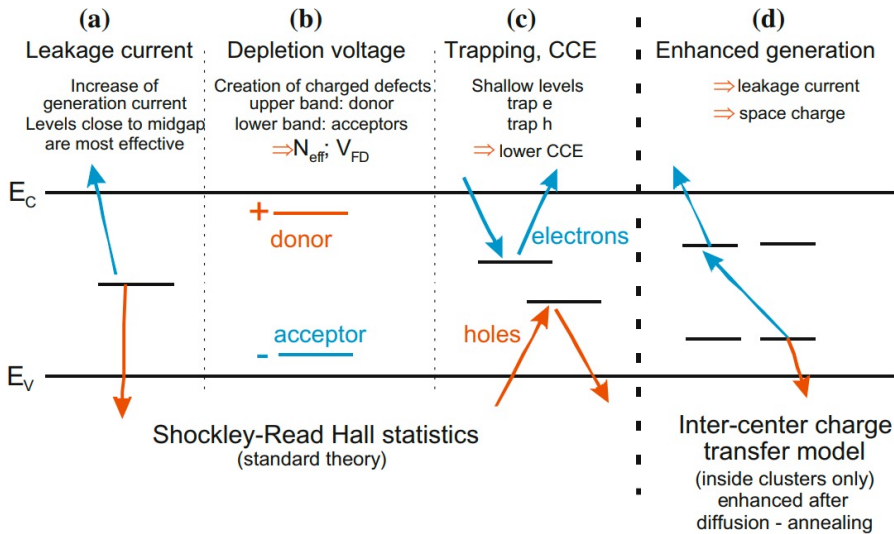 (a)
Leakage current
Increase of
generation current
Levels close to midgap
are most effective
(b)
Depletion voltage
Creation of charged defects
upper band: donor
lower band: acceptors
⇒N_eff; V_FD
(c)
Trapping, CCE
Shallow levels
trap e
trap h
⇒ lower CCE
(d)
Enhanced generation
⇒ leakage current
⇒ space charge
E_C
+
donor
electrons
acceptor
-
holes
E_V
Shockley-Read Hall statistics
(standard theory)
Inter-center charge
transfer model
(inside clusters only)
enhanced after
diffusion - annealing